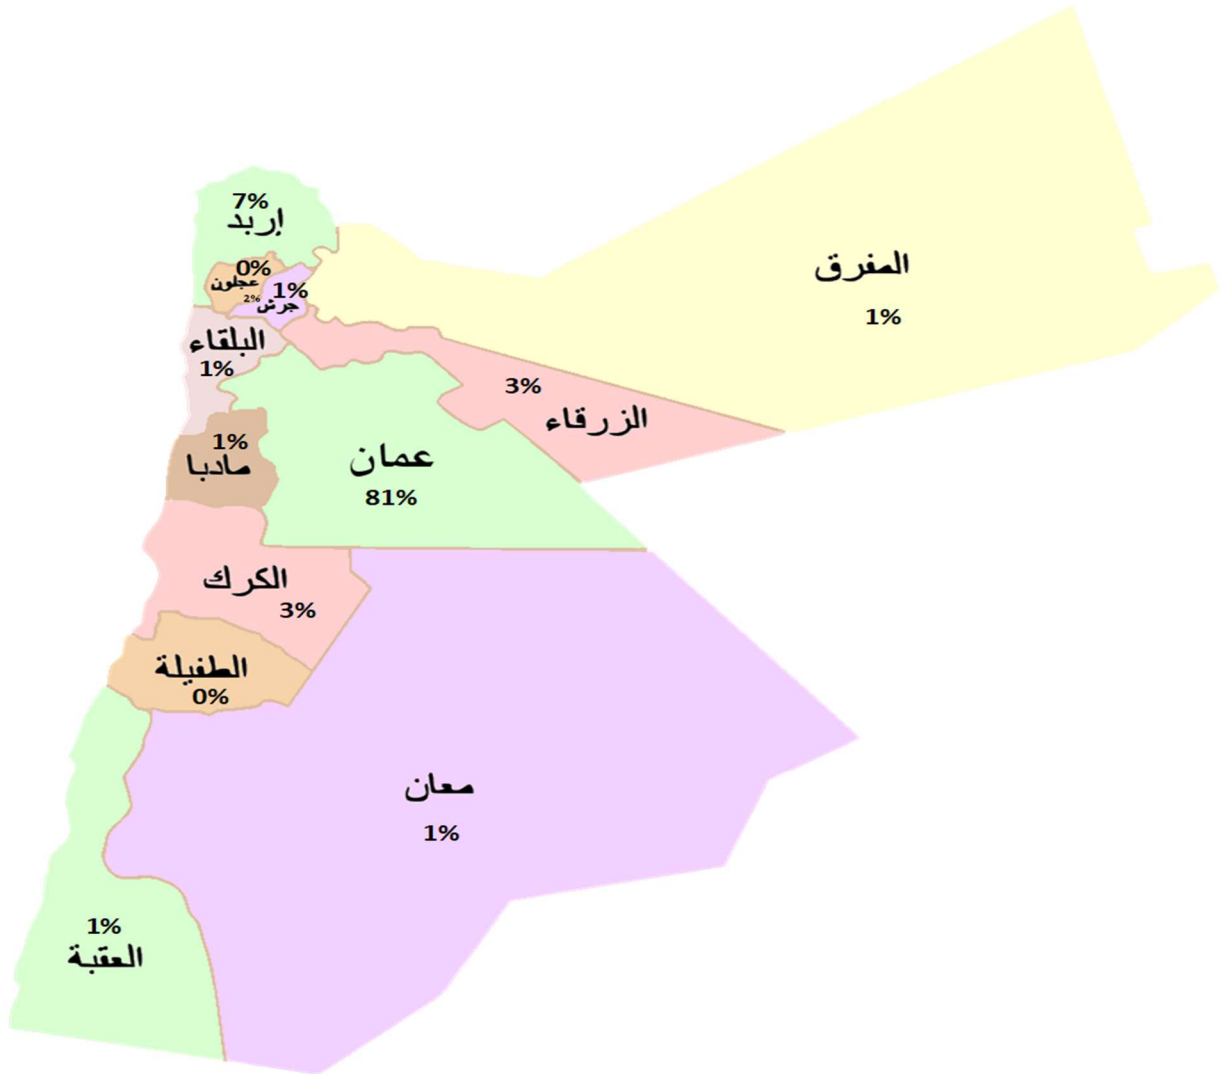 7%
إربد
0%
عجلون
2%
1%
جرش
المفرق
1%
البلقاء
1%
3%
الزرقاء
1%
مادبا
عمان
81%
الكرك
3%
الطفيلة
0%
معان
1%
1%
العقبة